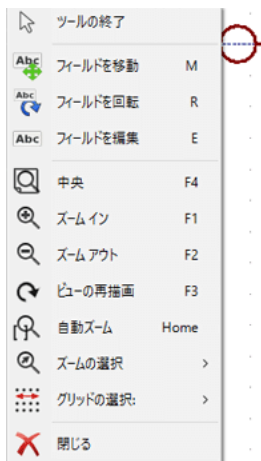 ツールの終了
Abc フィールドを移動 M
Abc フィールドを回転 R
Abc フィールドを編集 E
中央 F4
ズーム イン F1
ズーム アウト F2
ビューの再描画 F3
自動ズーム Home
ズームの選択
グリッドの選択:
閉じる